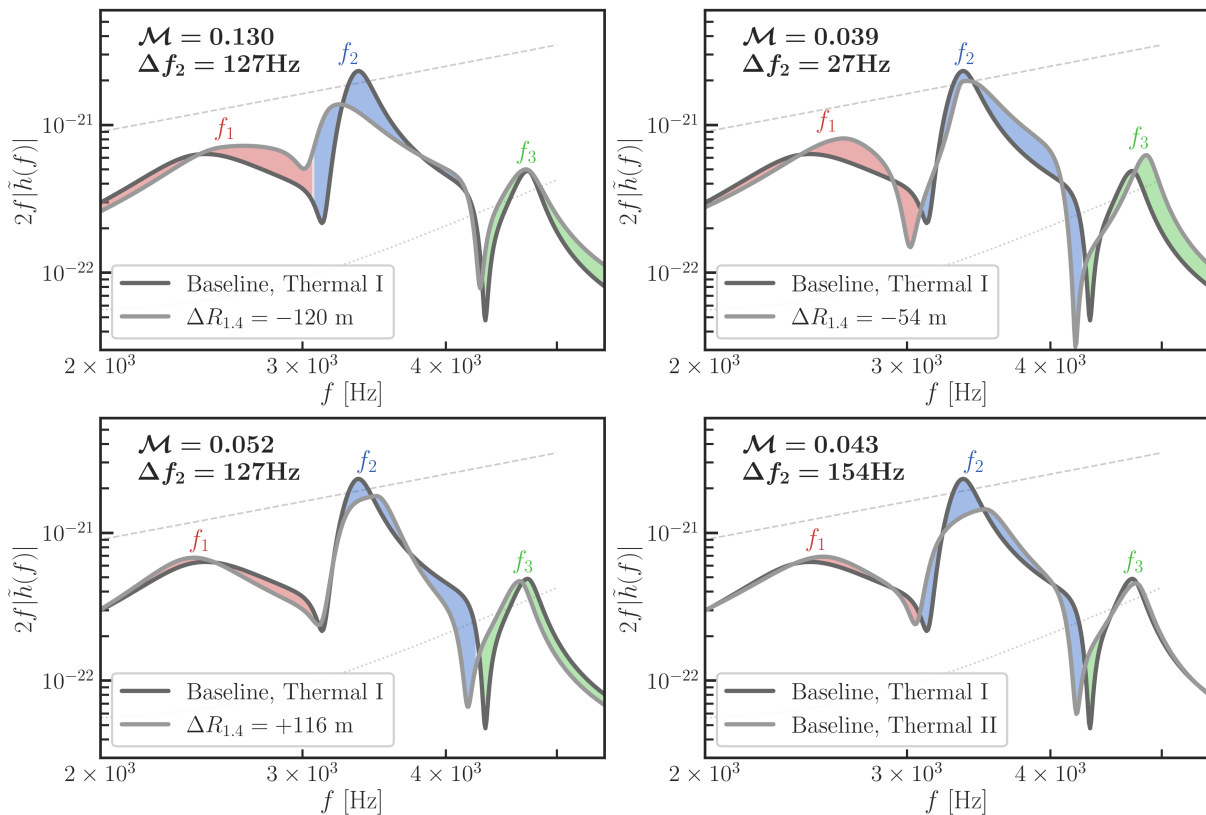 𝓜 = 0.130
Δf₂ = 127Hz
f₁
f₂
f₃
2f|h̃(f)|
10⁻²¹
10⁻²²
Baseline, Thermal I
ΔR₁.₄ = −120 m
2 × 10³
3 × 10³
4 × 10³
f [Hz]
𝓜 = 0.039
Δf₂ = 27Hz
f₁
f₂
f₃
2f|h̃(f)|
10⁻²¹
10⁻²²
Baseline, Thermal I
ΔR₁.₄ = −54 m
2 × 10³
3 × 10³
4 × 10³
f [Hz]
𝓜 = 0.052
Δf₂ = 127Hz
f₁
f₂
f₃
2f|h̃(f)|
10⁻²¹
10⁻²²
Baseline, Thermal I
ΔR₁.₄ = +116 m
2 × 10³
3 × 10³
4 × 10³
f [Hz]
𝓜 = 0.043
Δf₂ = 154Hz
f₁
f₂
f₃
2f|h̃(f)|
10⁻²¹
10⁻²²
Baseline, Thermal I
Baseline, Thermal II
2 × 10³
3 × 10³
4 × 10³
f [Hz]